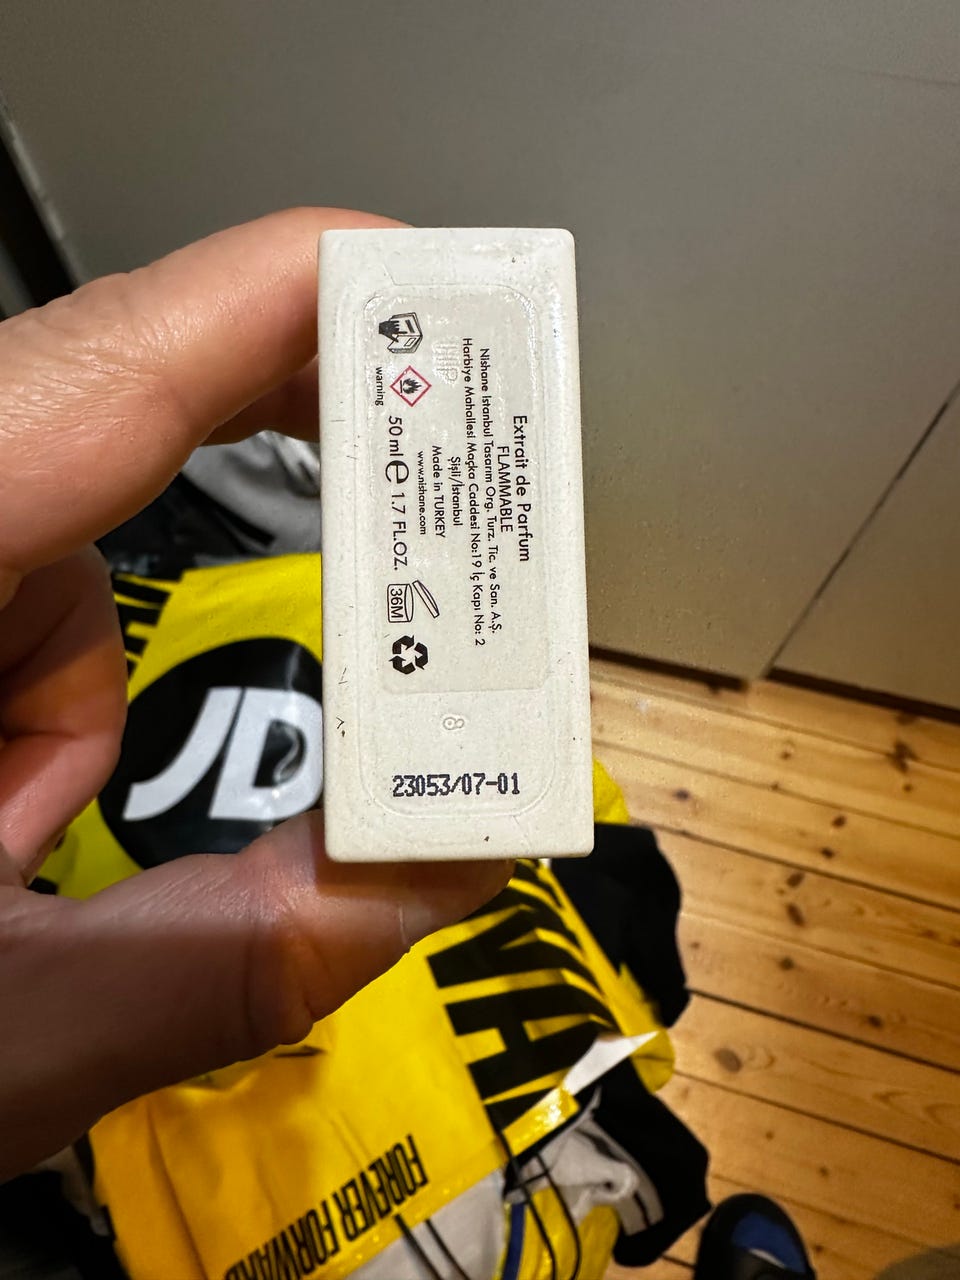 Extrait de Parfum
FLAMMABLE
Nishane Istanbul Tasarım Org. Turz. Tic. ve San. A.Ş.
Harbiye Mahallesi Maçka Caddesi No:19 İç Kapı No: 2
Şişli/İstanbul
Made in TURKEY
www.nishane.com
50 ml e 1.7 FL.OZ.
36M
warning
8
23053/07-01
JD
FOREVER FORWARD